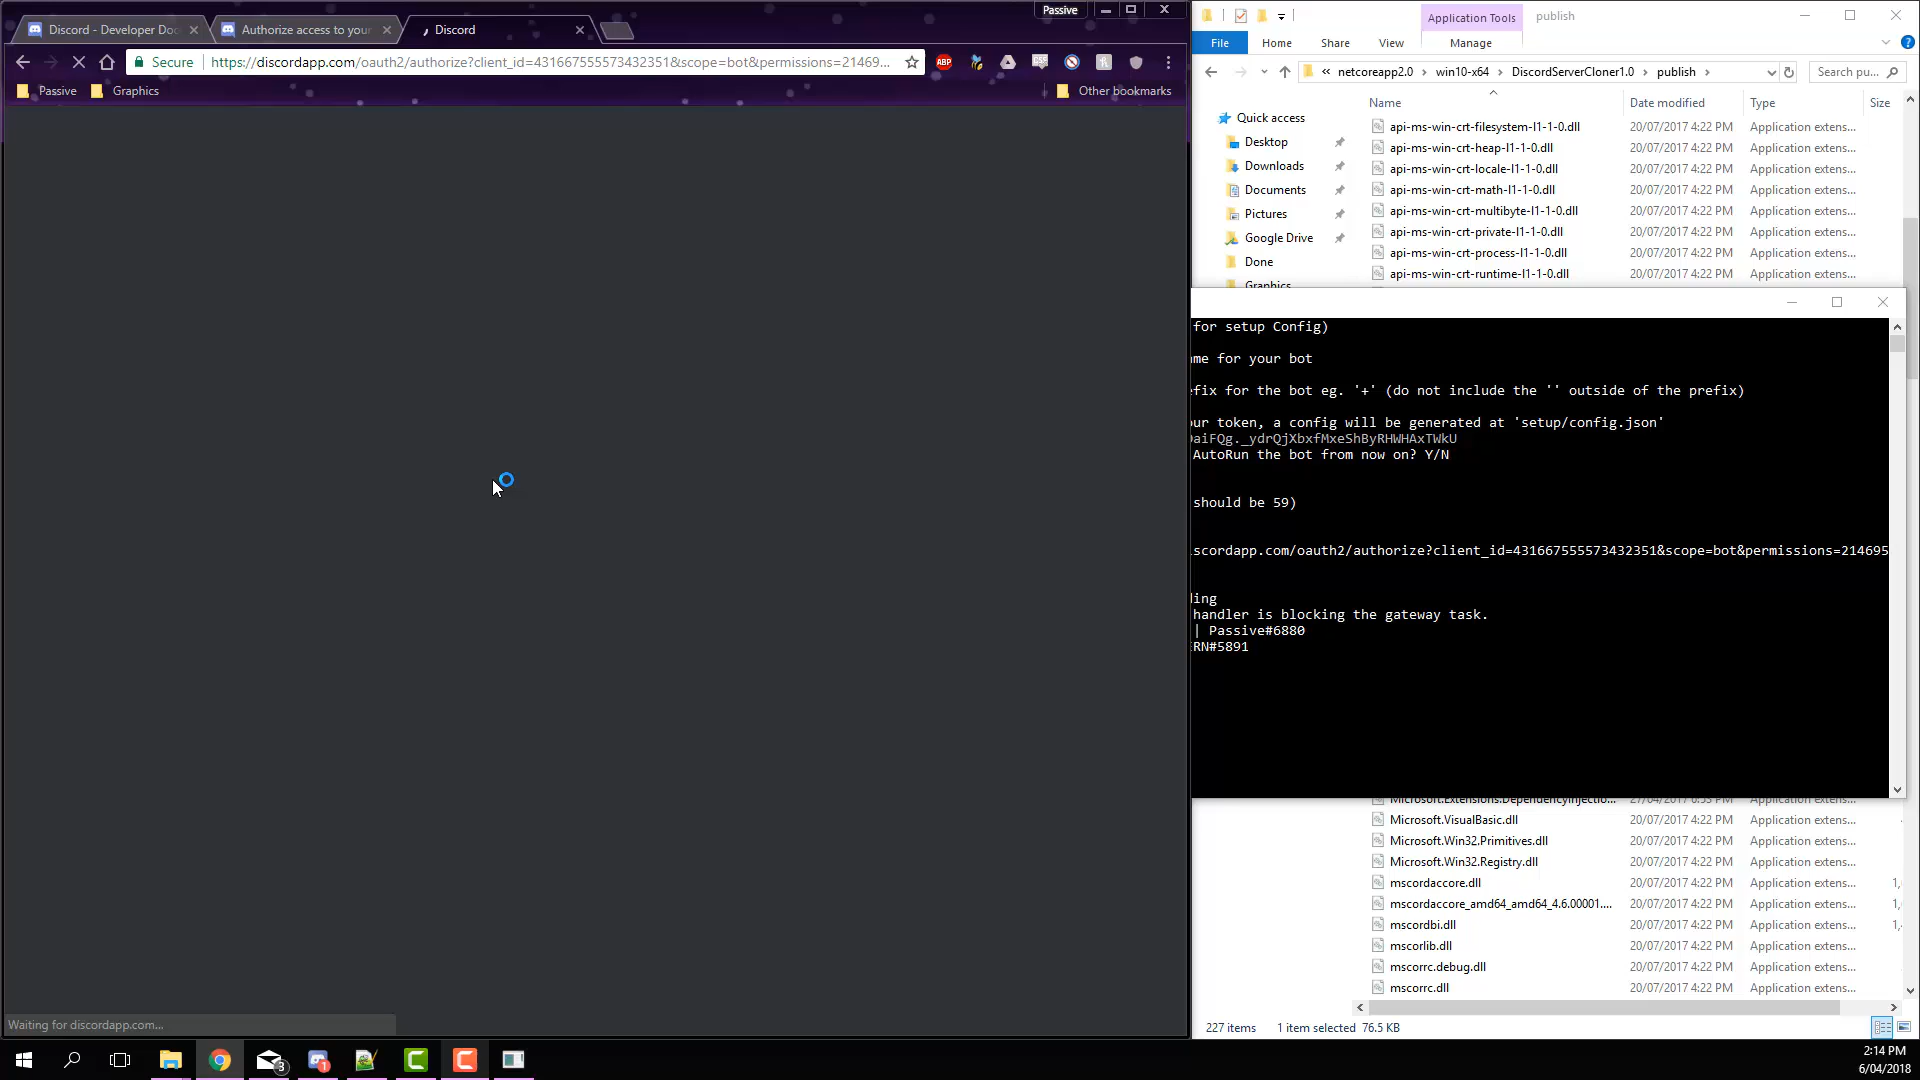 Passive
Discord - Developer Doc
Authorize access to your
Discord
Secure
https://discordapp.com/oauth2/authorize?client_id=431667555573432351&scope=bot&permissions=21469...
ABP
Passive
Graphics
Other bookmarks
Waiting for discordapp.com...
Application Tools
publish
File
Home
Share
View
Manage
« netcoreapp2.0 › win10-x64 › DiscordServerCloner1.0 › publish ›
Search pu...
Name
Date modified
Type
Size
Quick access
Desktop
Downloads
Documents
Pictures
Google Drive
Done
Graphics
api-ms-win-crt-filesystem-l1-1-0.dll 20/07/2017 4:22 PM Application extens...
api-ms-win-crt-heap-l1-1-0.dll 20/07/2017 4:22 PM Application extens...
api-ms-win-crt-locale-l1-1-0.dll 20/07/2017 4:22 PM Application extens...
api-ms-win-crt-math-l1-1-0.dll 20/07/2017 4:22 PM Application extens...
api-ms-win-crt-multibyte-l1-1-0.dll 20/07/2017 4:22 PM Application extens...
api-ms-win-crt-private-l1-1-0.dll 20/07/2017 4:22 PM Application extens...
api-ms-win-crt-process-l1-1-0.dll 20/07/2017 4:22 PM Application extens...
api-ms-win-crt-runtime-l1-1-0.dll 20/07/2017 4:22 PM Application extens...
for setup Config)
me for your bot
efix for the bot eg. '+' (do not include the '' outside of the prefix)
ur token, a config will be generated at 'setup/config.json'
DaiFQg._ydrQjXbxfMxeShByRHWHAxTWkU
AutoRun the bot from now on? Y/N
should be 59)
scordapp.com/oauth2/authorize?client_id=431667555573432351&scope=bot&permissions=214695
ding
handler is blocking the gateway task.
| Passive#6880
RN#5891
Microsoft.Extensions.DependencyInjectio... Application extens...
Microsoft.VisualBasic.dll 20/07/2017 4:22 PM Application extens...
Microsoft.Win32.Primitives.dll 20/07/2017 4:22 PM Application extens...
Microsoft.Win32.Registry.dll 20/07/2017 4:22 PM Application extens...
mscordaccore.dll 20/07/2017 4:22 PM Application extens... 1,
mscordaccore_amd64_amd64_4.6.00001.... 20/07/2017 4:22 PM Application extens... 1,
mscordbi.dll 20/07/2017 4:22 PM Application extens... 1,
mscorlib.dll 20/07/2017 4:22 PM Application extens...
mscorrc.debug.dll 20/07/2017 4:22 PM Application extens...
mscorrc.dll 20/07/2017 4:22 PM Application extens...
227 items
1 item selected 76.5 KB
3
1
2:14 PM
6/04/2018